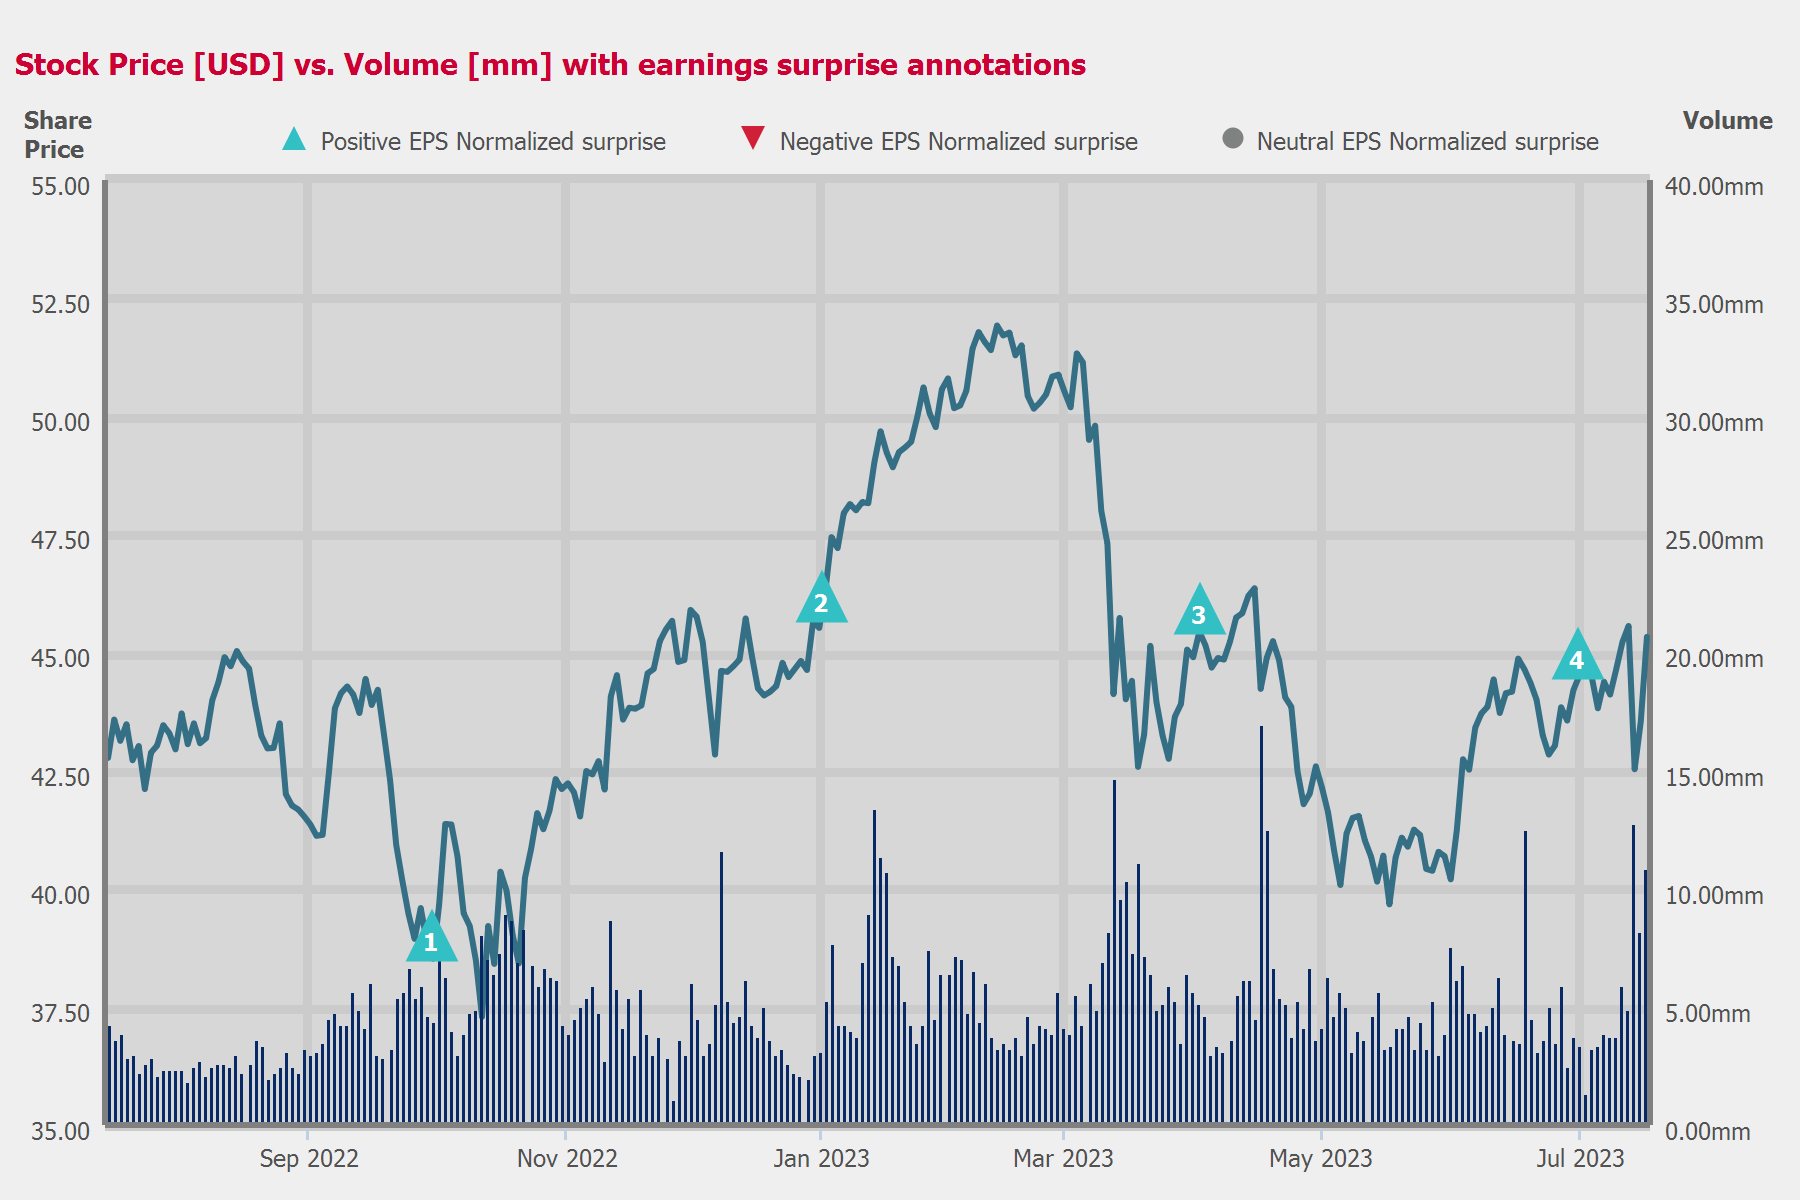 Stock Price [USD] vs. Volume [mm] with earnings surprise annotations
Share
Price
Positive EPS Normalized surprise
Negative EPS Normalized surprise
Neutral EPS Normalized surprise
Volume
55.00
40.00mm
52.50
35.00mm
50.00
30.00mm
47.50
25.00mm
2
3
45.00
4
20.00mm
42.50
15.00mm
40.00
10.00mm
1
37.50
5.00mm
35.00
0.00mm
Sep 2022
Nov 2022
Jan 2023
Mar 2023
May 2023
Jul 2023